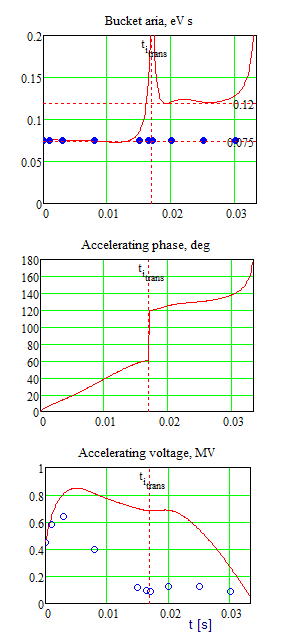 Bucket aria, eV s
0.2
t i trans
0.15
0.1
0.12
0.05
0.075
0
0 0.01 0.02 0.03
Accelerating phase, deg
180
t i trans
160
140
120
100
80
60
40
20
0
0 0.01 0.02 0.03
Accelerating voltage, MV
1
t i trans
0.8
0.6
0.4
0.2
0
0 0.01 0.02 0.03
t [s]